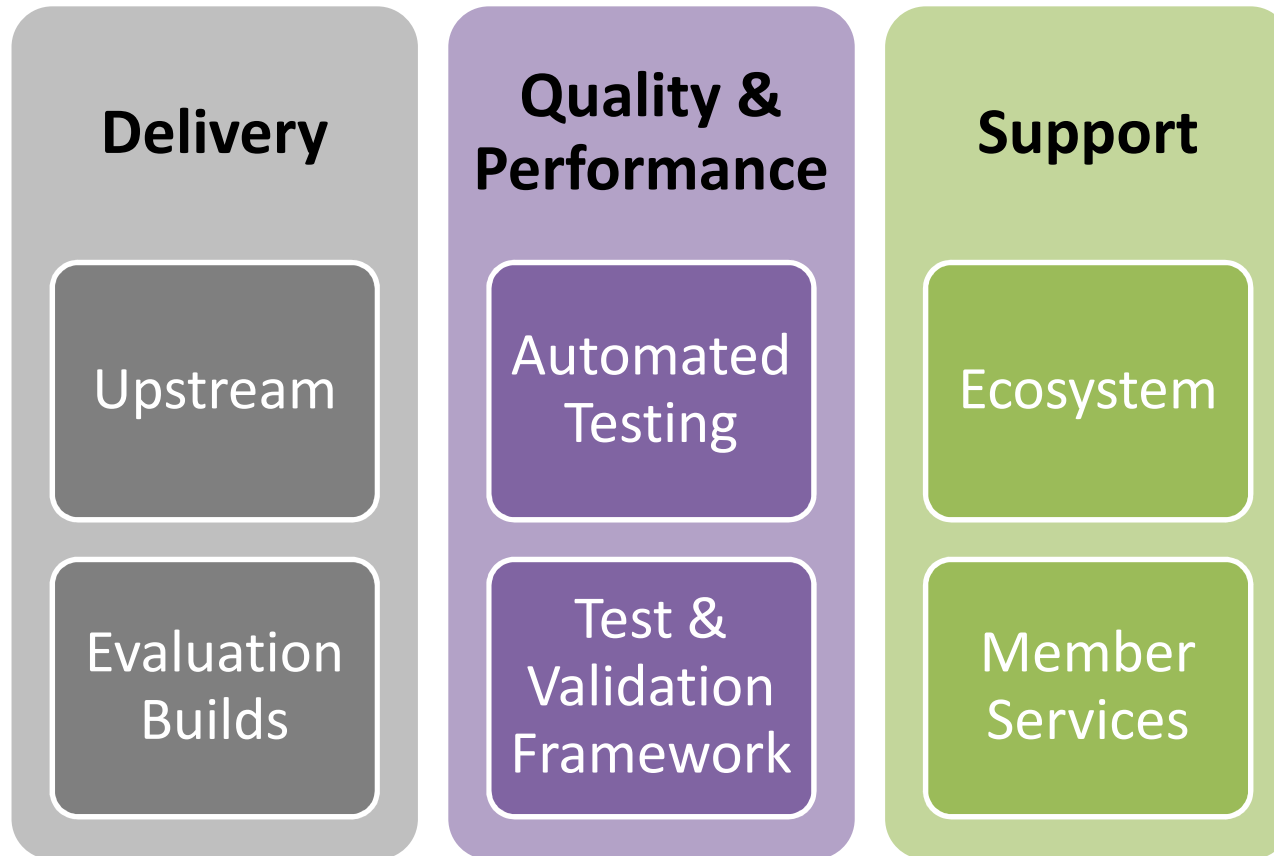 Delivery
Upstream
Evaluation
Builds
Quality &
Performance
Automated
Testing
Test &
Validation
Framework
Support
Ecosystem
Member
Services